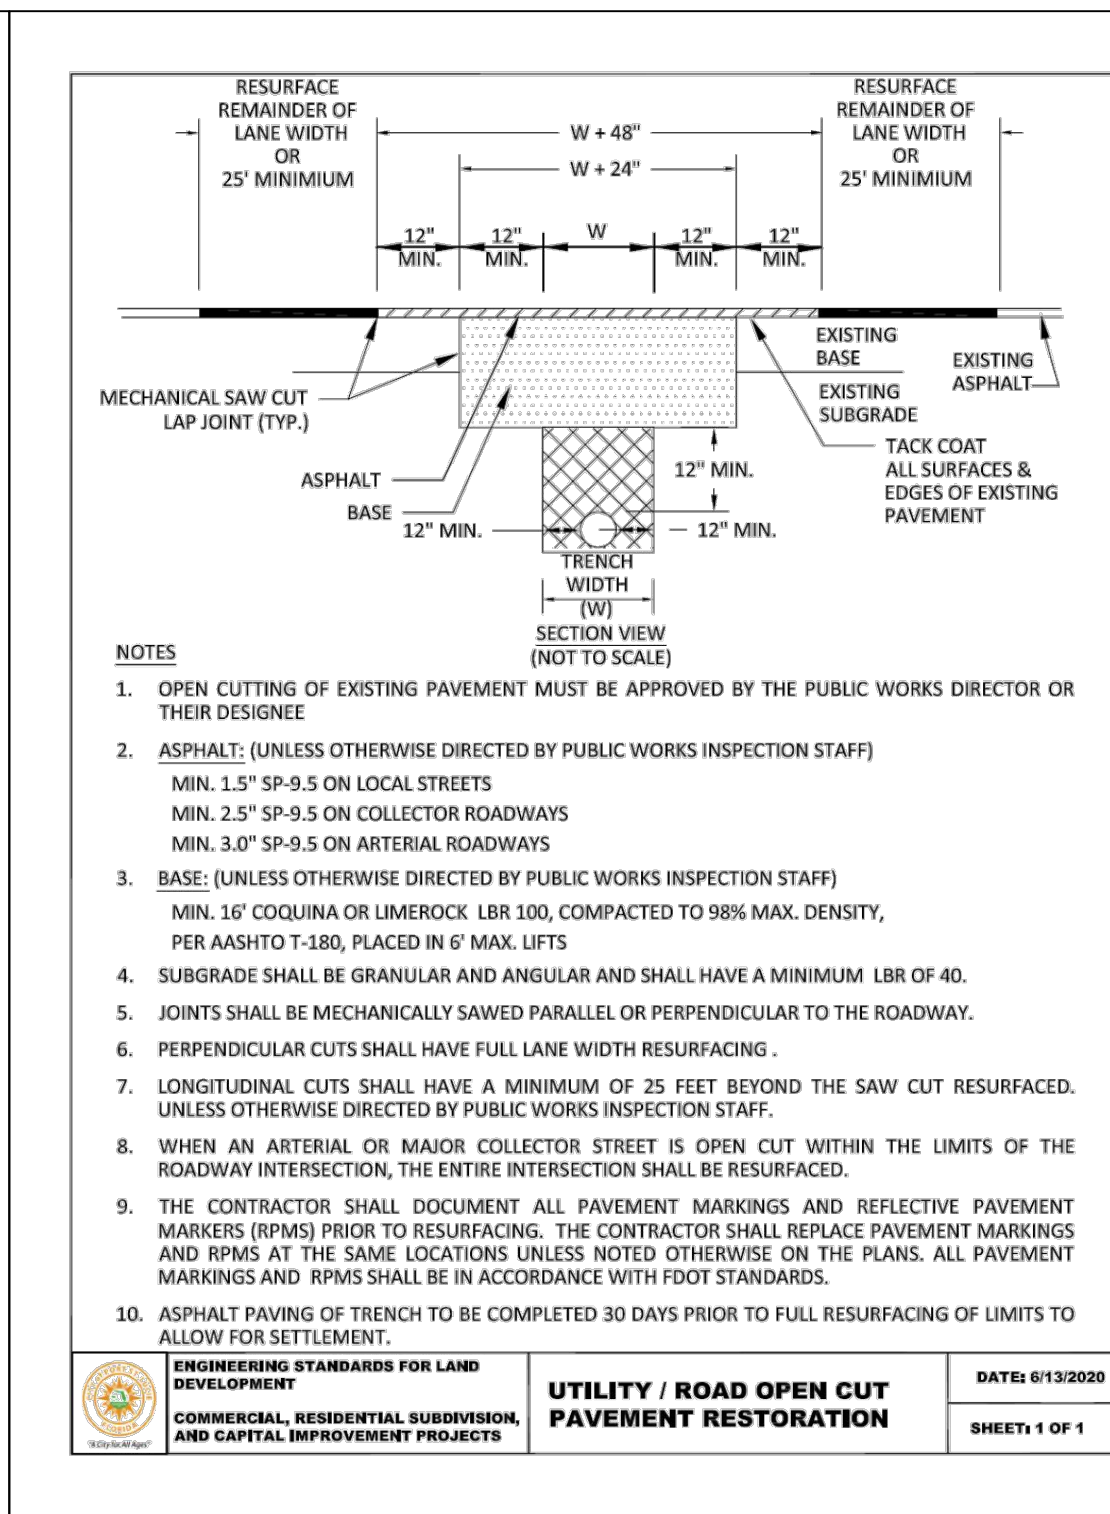 RESURFACE
REMAINDER OF
LANE WIDTH
OR
25' MINIMIUM
RESURFACE
REMAINDER OF
LANE WIDTH
OR
25' MINIMIUM
W + 48"
W + 24"
12"
MIN.
12"
MIN.
W
12"
MIN.
12"
MIN.
EXISTING
BASE
EXISTING
ASPHALT
EXISTING
SUBGRADE
MECHANICAL SAW CUT
LAP JOINT (TYP.)
TACK COAT
ALL SURFACES &
EDGES OF EXISTING
PAVEMENT
ASPHALT
BASE
12" MIN.
12" MIN.
12" MIN.
TRENCH
WIDTH
(W)
SECTION VIEW
(NOT TO SCALE)
NOTES
1. OPEN CUTTING OF EXISTING PAVEMENT MUST BE APPROVED BY THE PUBLIC WORKS DIRECTOR OR
THEIR DESIGNEE
2. ASPHALT: (UNLESS OTHERWISE DIRECTED BY PUBLIC WORKS INSPECTION STAFF)
MIN. 1.5" SP-9.5 ON LOCAL STREETS
MIN. 2.5" SP-9.5 ON COLLECTOR ROADWAYS
MIN. 3.0" SP-9.5 ON ARTERIAL ROADWAYS
3. BASE: (UNLESS OTHERWISE DIRECTED BY PUBLIC WORKS INSPECTION STAFF)
MIN. 16' COQUINA OR LIMEROCK LBR 100, COMPACTED TO 98% MAX. DENSITY,
PER AASHTO T-180, PLACED IN 6' MAX. LIFTS
4. SUBGRADE SHALL BE GRANULAR AND ANGULAR AND SHALL HAVE A MINIMUM LBR OF 40.
5. JOINTS SHALL BE MECHANICALLY SAWED PARALLEL OR PERPENDICULAR TO THE ROADWAY.
6. PERPENDICULAR CUTS SHALL HAVE FULL LANE WIDTH RESURFACING .
7. LONGITUDINAL CUTS SHALL HAVE A MINIMUM OF 25 FEET BEYOND THE SAW CUT RESURFACED.
UNLESS OTHERWISE DIRECTED BY PUBLIC WORKS INSPECTION STAFF.
8. WHEN AN ARTERIAL OR MAJOR COLLECTOR STREET IS OPEN CUT WITHIN THE LIMITS OF THE
ROADWAY INTERSECTION, THE ENTIRE INTERSECTION SHALL BE RESURFACED.
9. THE CONTRACTOR SHALL DOCUMENT ALL PAVEMENT MARKINGS AND REFLECTIVE PAVEMENT
MARKERS (RPMS) PRIOR TO RESURFACING. THE CONTRACTOR SHALL REPLACE PAVEMENT MARKINGS
AND RPMS AT THE SAME LOCATIONS UNLESS NOTED OTHERWISE ON THE PLANS. ALL PAVEMENT
MARKINGS AND RPMS SHALL BE IN ACCORDANCE WITH FDOT STANDARDS.
10. ASPHALT PAVING OF TRENCH TO BE COMPLETED 30 DAYS PRIOR TO FULL RESURFACING OF LIMITS TO
ALLOW FOR SETTLEMENT.
FLORIDA
"A City for All Ages"
ENGINEERING STANDARDS FOR LAND
DEVELOPMENT
COMMERCIAL, RESIDENTIAL SUBDIVISION,
AND CAPITAL IMPROVEMENT PROJECTS
UTILITY / ROAD OPEN CUT
PAVEMENT RESTORATION
DATE: 6/13/2020
SHEET: 1 OF 1